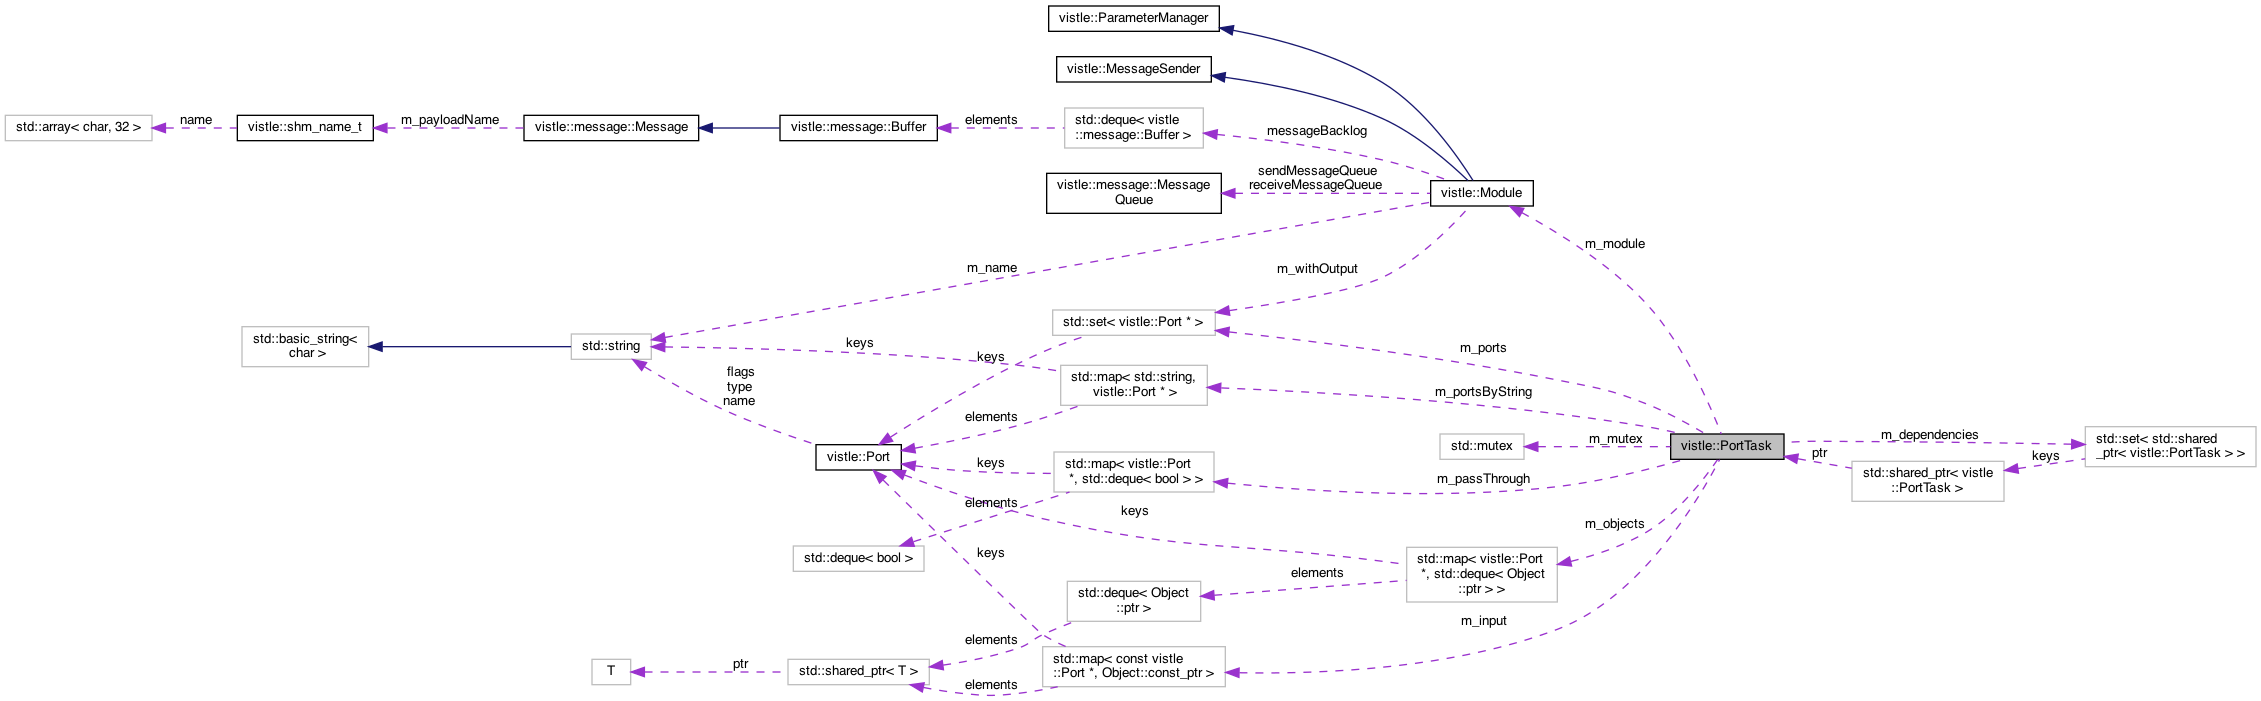 vistle::ParameterManager
vistle::MessageSender
std::array< char, 32 >
name
vistle::shm_name_t
m_payloadName
vistle::message::Message
vistle::message::Buffer
elements
std::deque< vistle
::message::Buffer >
messageBacklog
vistle::message::Message
Queue
sendMessageQueue
receiveMessageQueue
vistle::Module
m_module
m_name
m_withOutput
std::set< vistle::Port * >
std::basic_string<
char >
std::string
keys
keys
m_ports
flags
type
name
std::map< std::string,
vistle::Port * >
m_portsByString
elements
vistle::Port
keys
std::map< vistle::Port
*, std::deque< bool > >
std::mutex
m_mutex
vistle::PortTask
m_dependencies
ptr
std::set< std::shared
_ptr< vistle::PortTask > >
keys
std::shared_ptr< vistle
::PortTask >
m_passThrough
elements
keys
m_objects
std::deque< bool >
keys
std::map< vistle::Port
*, std::deque< Object
::ptr > >
elements
std::deque< Object
::ptr >
m_input
elements
T
ptr
std::shared_ptr< T >
elements
std::map< const vistle
::Port *, Object::const_ptr >